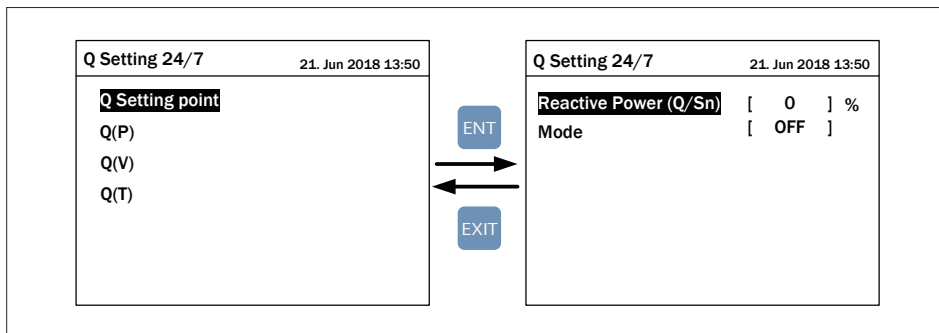 Q Setting 24/7 21. Jun 2018 13:50
Q Setting point
Q(P)
Q(V)
Q(T)
ENT
EXIT
Q Setting 24/7 21. Jun 2018 13:50
Reactive Power (Q/Sn) [ 0 ] %
Mode [ OFF ]